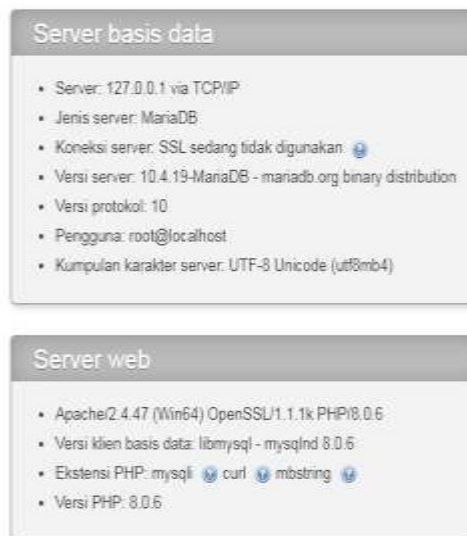 Server basis data
Server: 127.0.0.1 via TCP/IP
Jenis server: MariaDB
Koneksi server: SSL sedang tidak digunakan
Versi server: 10.4.19-MariaDB - mariadb.org binary distribution
Versi protokol: 10
Pengguna: root@localhost
Kumpulan karakter server: UTF-8 Unicode (utf8mb4)
Server web
Apache/2.4.47 (Win64) OpenSSL/1.1.1k PHP/8.0.6
Versi klien basis data: libmysql - mysqlnd 8.0.6
Ekstensi PHP: mysqli curl mbstring
Versi PHP: 8.0.6